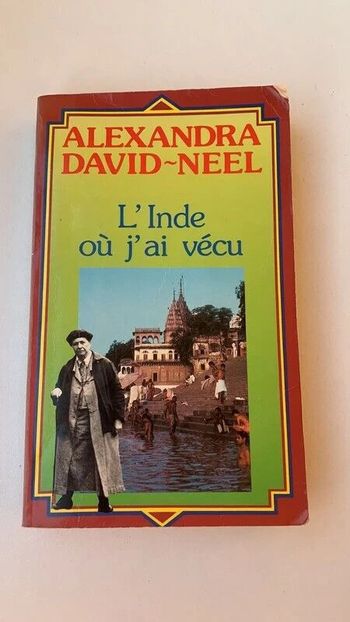 ALEXANDRA
DAVID~NEEL
L'Inde
où j'ai vécu